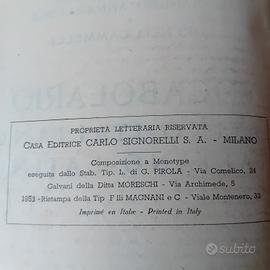 PROPRIETÀ LETTERARIA RISERVATA
CASA EDITRICE CARLO SIGNORELLI S. A. - MILANO
Composizione a Monotype
eseguita dallo Stab. Tip. L. di G. PIROLA - Via Comelico, 24
Galvani della Ditta MORESCHI - Via Archimede, 5
1953 - Ristampa della Tip F lli MAGNANI e C - Viale Montenero, 32
Imprimé en Italie - Printed in Italy
subito